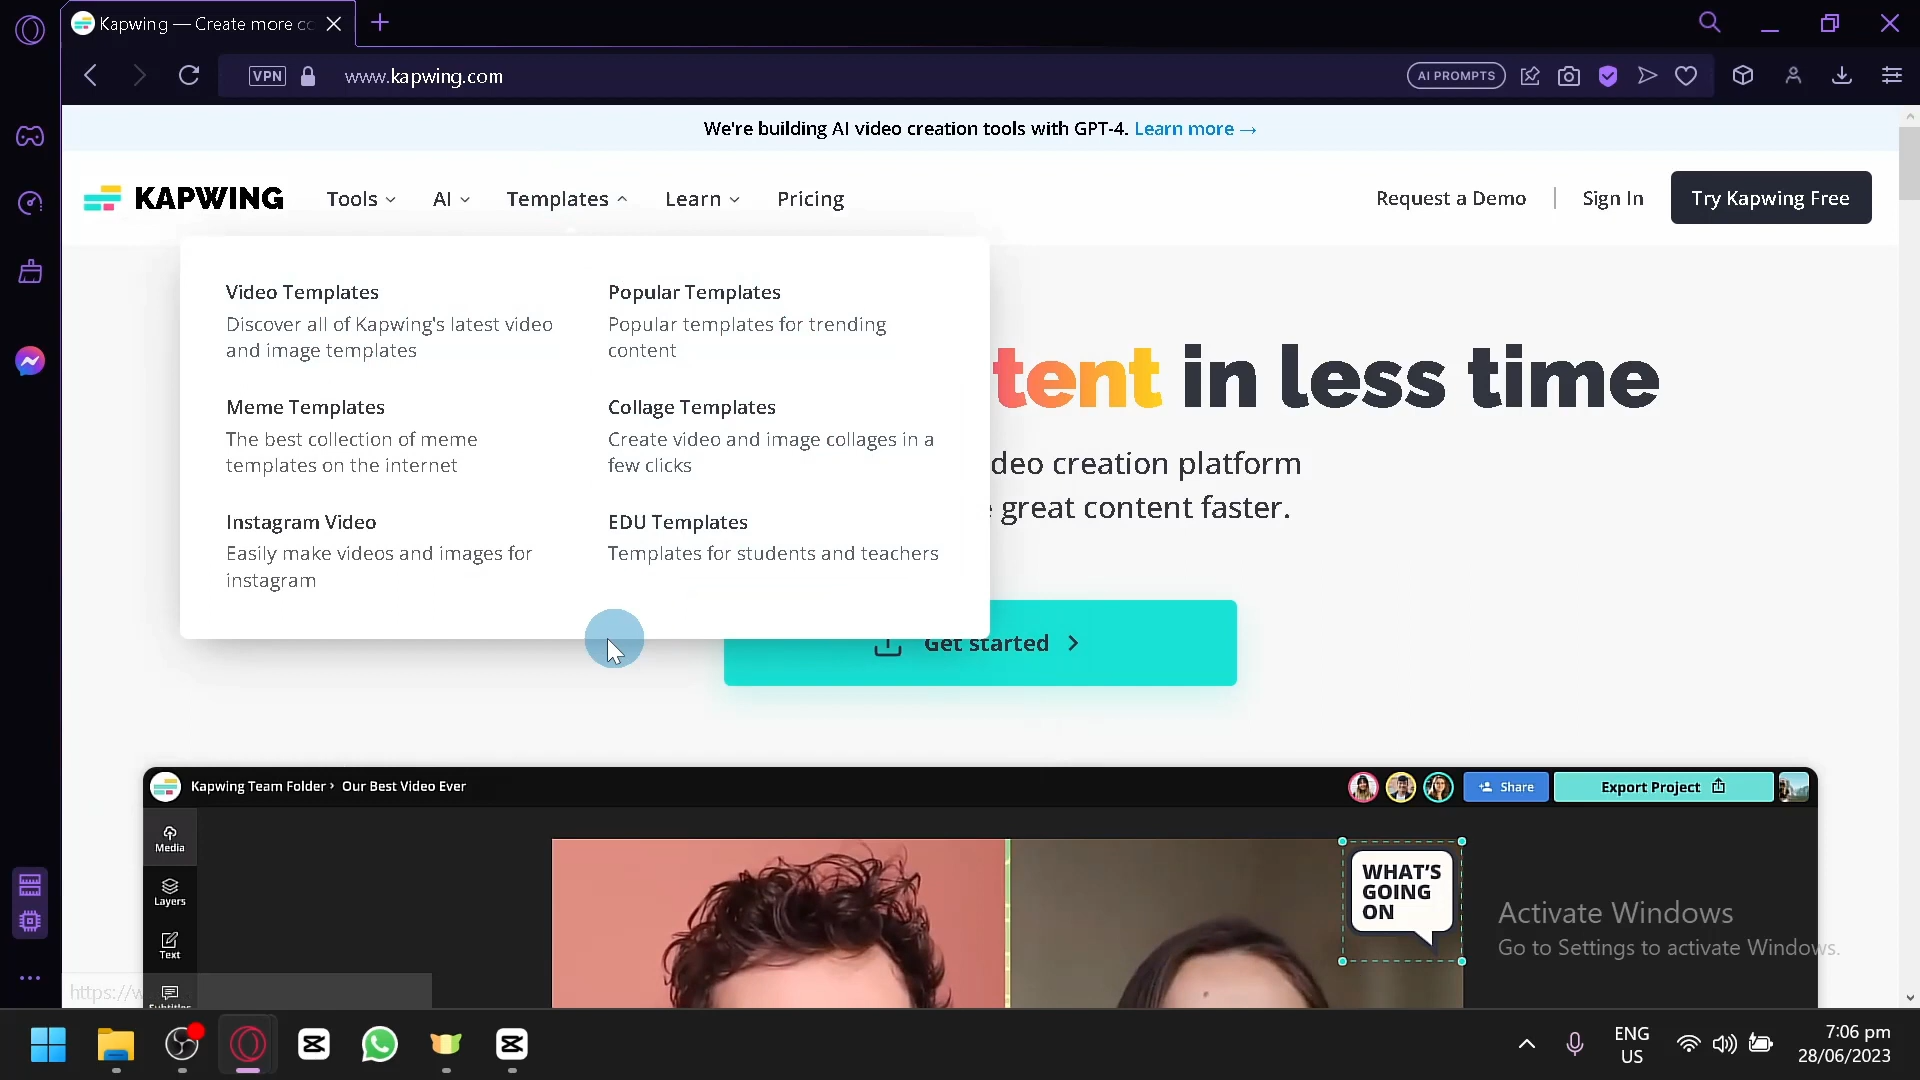 Kapwing — Create more co
VPN
www.kapwing.com
AI PROMPTS
We're building AI video creation tools with GPT-4. Learn more →
KAPWING
Tools
AI
Templates
Learn
Pricing
Request a Demo
Sign In
Try Kapwing Free
Video Templates
Discover all of Kapwing's latest video
and image templates
Popular Templates
Popular templates for trending
content
Meme Templates
The best collection of meme
templates on the internet
Collage Templates
Create video and image collages in a
few clicks
Instagram Video
Easily make videos and images for
instagram
EDU Templates
Templates for students and teachers
tent in less time
deo creation platform
great content faster.
Get started
Kapwing Team Folder › Our Best Video Ever
Share
Export Project
Media
Layers
Text
Subtitles
WHAT'S
GOING
ON
Activate Windows
Go to Settings to activate Windows.
https://w
ENG
US
7:06 pm
28/06/2023